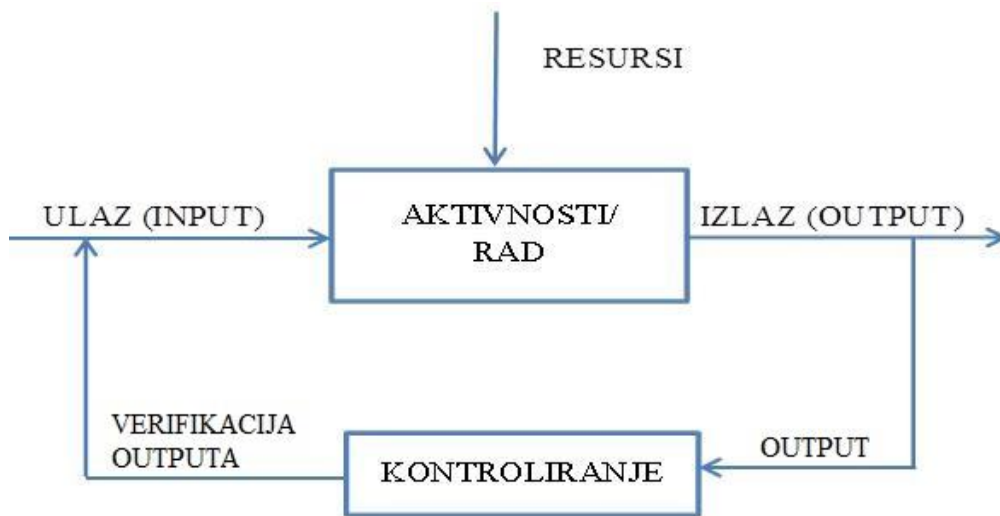 RESURSI
ULAZ (INPUT)
AKTIVNOSTI/
RAD
IZLAZ (OUTPUT)
VERIFIKACIJA
OUTPUTA
KONTROLIRANJE
OUTPUT